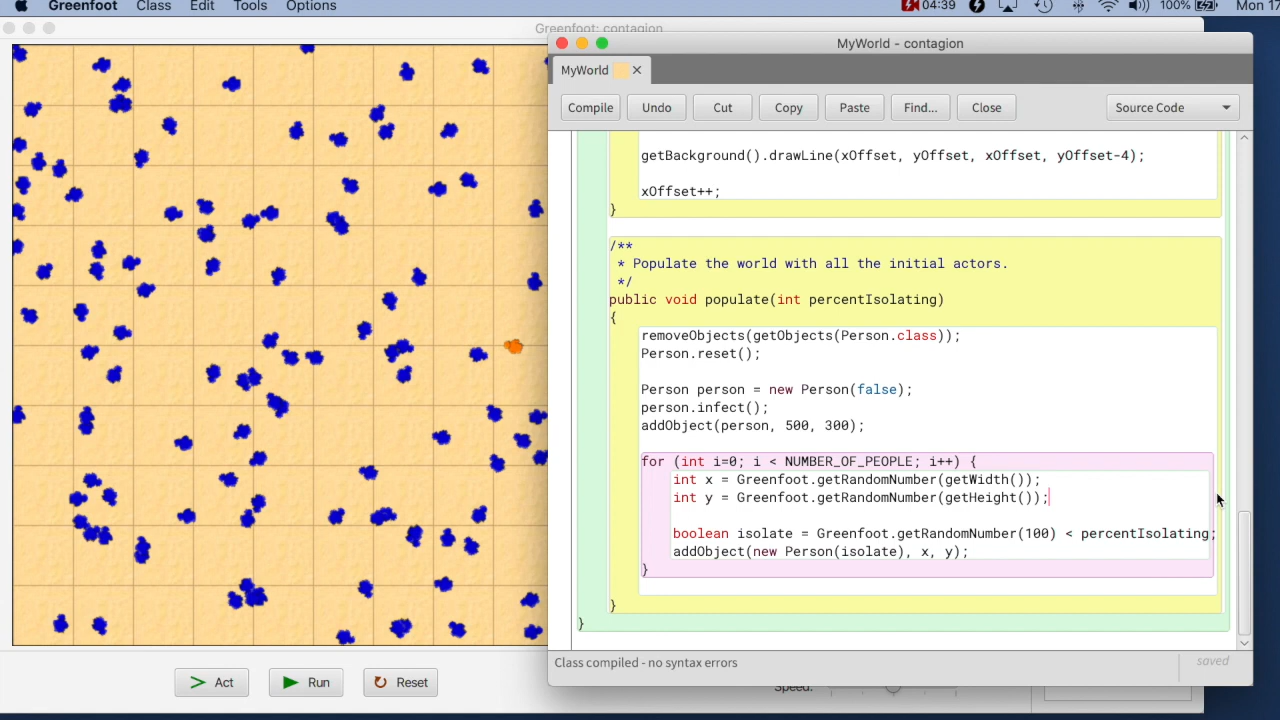 Greenfoot Class Edit Tools Options 04:39 100% Mon 17
Greenfoot: contagion
MyWorld - contagion
MyWorld
Compile Undo Cut Copy Paste Find... Close Source Code
getBackground().drawLine(xOffset, yOffset, xOffset, yOffset-4);
xOffset++;
}
/**
* Populate the world with all the initial actors.
*/
public void populate(int percentIsolating)
{
removeObjects(getObjects(Person.class));
Person.reset();
Person person = new Person(false);
person.infect();
addObject(person, 500, 300);
for (int i=0; i < NUMBER_OF_PEOPLE; i++) {
int x = Greenfoot.getRandomNumber(getWidth());
int y = Greenfoot.getRandomNumber(getHeight());
boolean isolate = Greenfoot.getRandomNumber(100) < percentIsolating;
addObject(new Person(isolate), x, y);
}
}
}
Class compiled - no syntax errors
saved
Act Run Reset Speed: